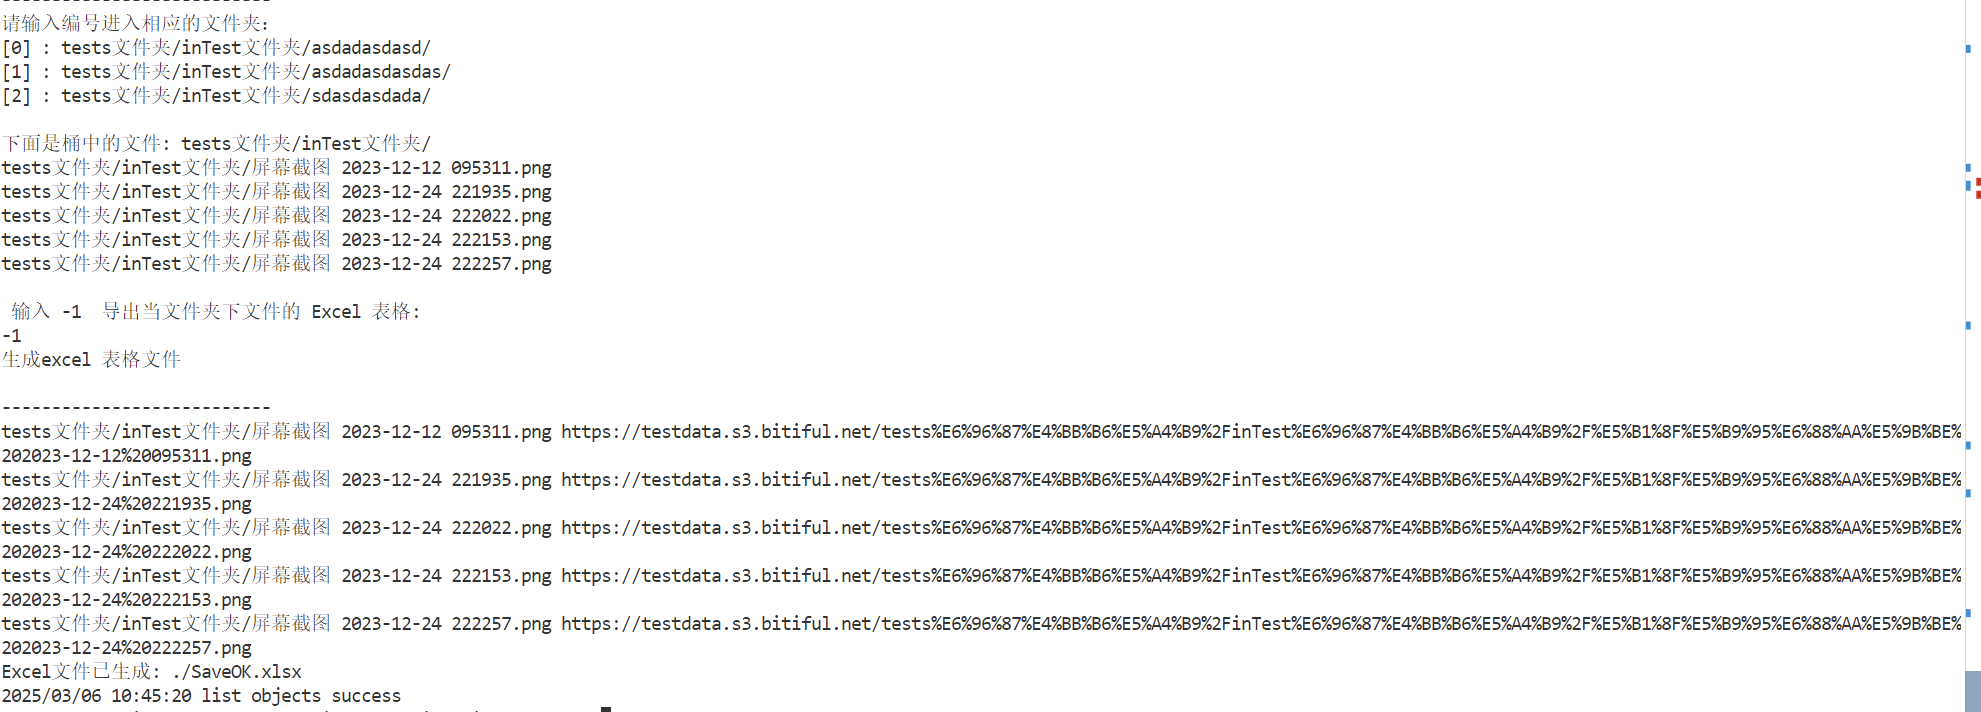 ---------------------------
请输入编号进入相应的文件夹：
[0] : tests文件夹/inTest文件夹/asdadasdasd/
[1] : tests文件夹/inTest文件夹/asdadasdasdas/
[2] : tests文件夹/inTest文件夹/sdasdasdada/
下面是桶中的文件: tests文件夹/inTest文件夹/
tests文件夹/inTest文件夹/屏幕截图 2023-12-12 095311.png
tests文件夹/inTest文件夹/屏幕截图 2023-12-24 221935.png
tests文件夹/inTest文件夹/屏幕截图 2023-12-24 222022.png
tests文件夹/inTest文件夹/屏幕截图 2023-12-24 222153.png
tests文件夹/inTest文件夹/屏幕截图 2023-12-24 222257.png
输入 -1  导出当文件夹下文件的 Excel 表格:
-1
生成excel 表格文件
---------------------------
tests文件夹/inTest文件夹/屏幕截图 2023-12-12 095311.png https://testdata.s3.bitiful.net/tests%E6%96%87%E4%BB%B6%E5%A4%B9%2FinTest%E6%96%87%E4%BB%B6%E5%A4%B9%2F%E5%B1%8F%E5%B9%95%E6%88%AA%E5%9B%BE%
202023-12-12%20095311.png
tests文件夹/inTest文件夹/屏幕截图 2023-12-24 221935.png https://testdata.s3.bitiful.net/tests%E6%96%87%E4%BB%B6%E5%A4%B9%2FinTest%E6%96%87%E4%BB%B6%E5%A4%B9%2F%E5%B1%8F%E5%B9%95%E6%88%AA%E5%9B%BE%
202023-12-24%20221935.png
tests文件夹/inTest文件夹/屏幕截图 2023-12-24 222022.png https://testdata.s3.bitiful.net/tests%E6%96%87%E4%BB%B6%E5%A4%B9%2FinTest%E6%96%87%E4%BB%B6%E5%A4%B9%2F%E5%B1%8F%E5%B9%95%E6%88%AA%E5%9B%BE%
202023-12-24%20222022.png
tests文件夹/inTest文件夹/屏幕截图 2023-12-24 222153.png https://testdata.s3.bitiful.net/tests%E6%96%87%E4%BB%B6%E5%A4%B9%2FinTest%E6%96%87%E4%BB%B6%E5%A4%B9%2F%E5%B1%8F%E5%B9%95%E6%88%AA%E5%9B%BE%
202023-12-24%20222153.png
tests文件夹/inTest文件夹/屏幕截图 2023-12-24 222257.png https://testdata.s3.bitiful.net/tests%E6%96%87%E4%BB%B6%E5%A4%B9%2FinTest%E6%96%87%E4%BB%B6%E5%A4%B9%2F%E5%B1%8F%E5%B9%95%E6%88%AA%E5%9B%BE%
202023-12-24%20222257.png
Excel文件已生成: ./SaveOK.xlsx
2025/03/06 10:45:20 list objects success